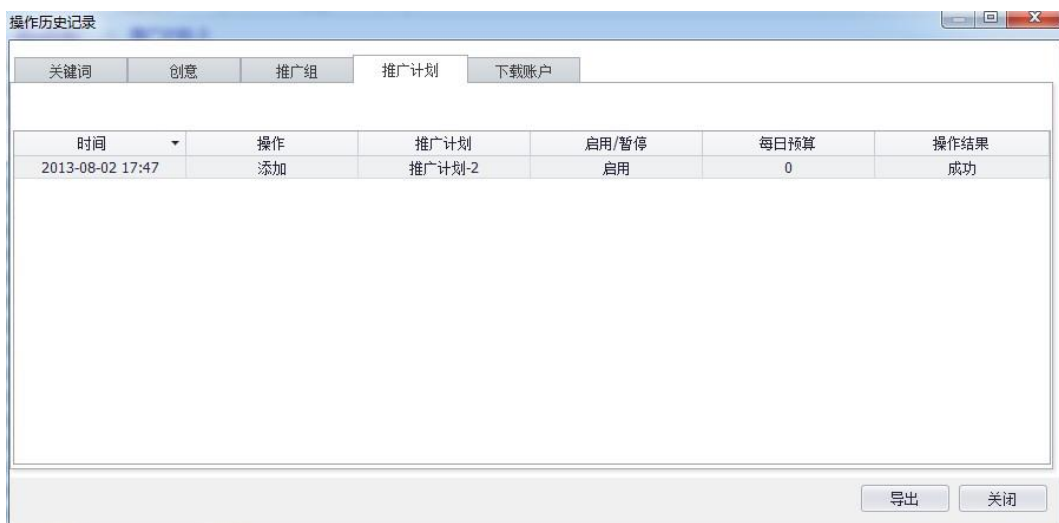 操作历史记录
关键词 创意 推广组 推广计划 下载账户
时间 操作 推广计划 启用/暂停 每日预算 操作结果
2013-08-02 17:47 添加 推广计划-2 启用 0 成功
导出 关闭